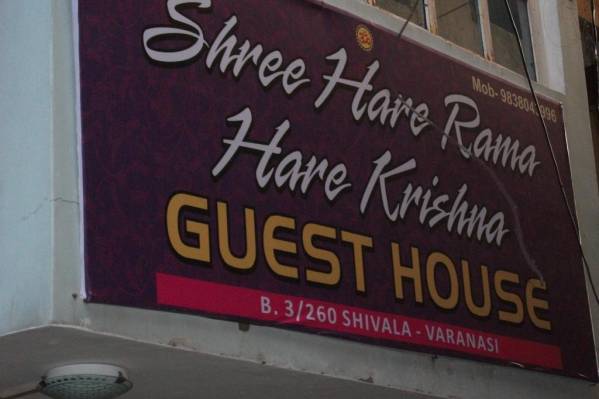 Shree Hare Rama
Mob-
Hare Krishna
GUEST HOUSE
B. 3/260 SHIVALA - VARANASI